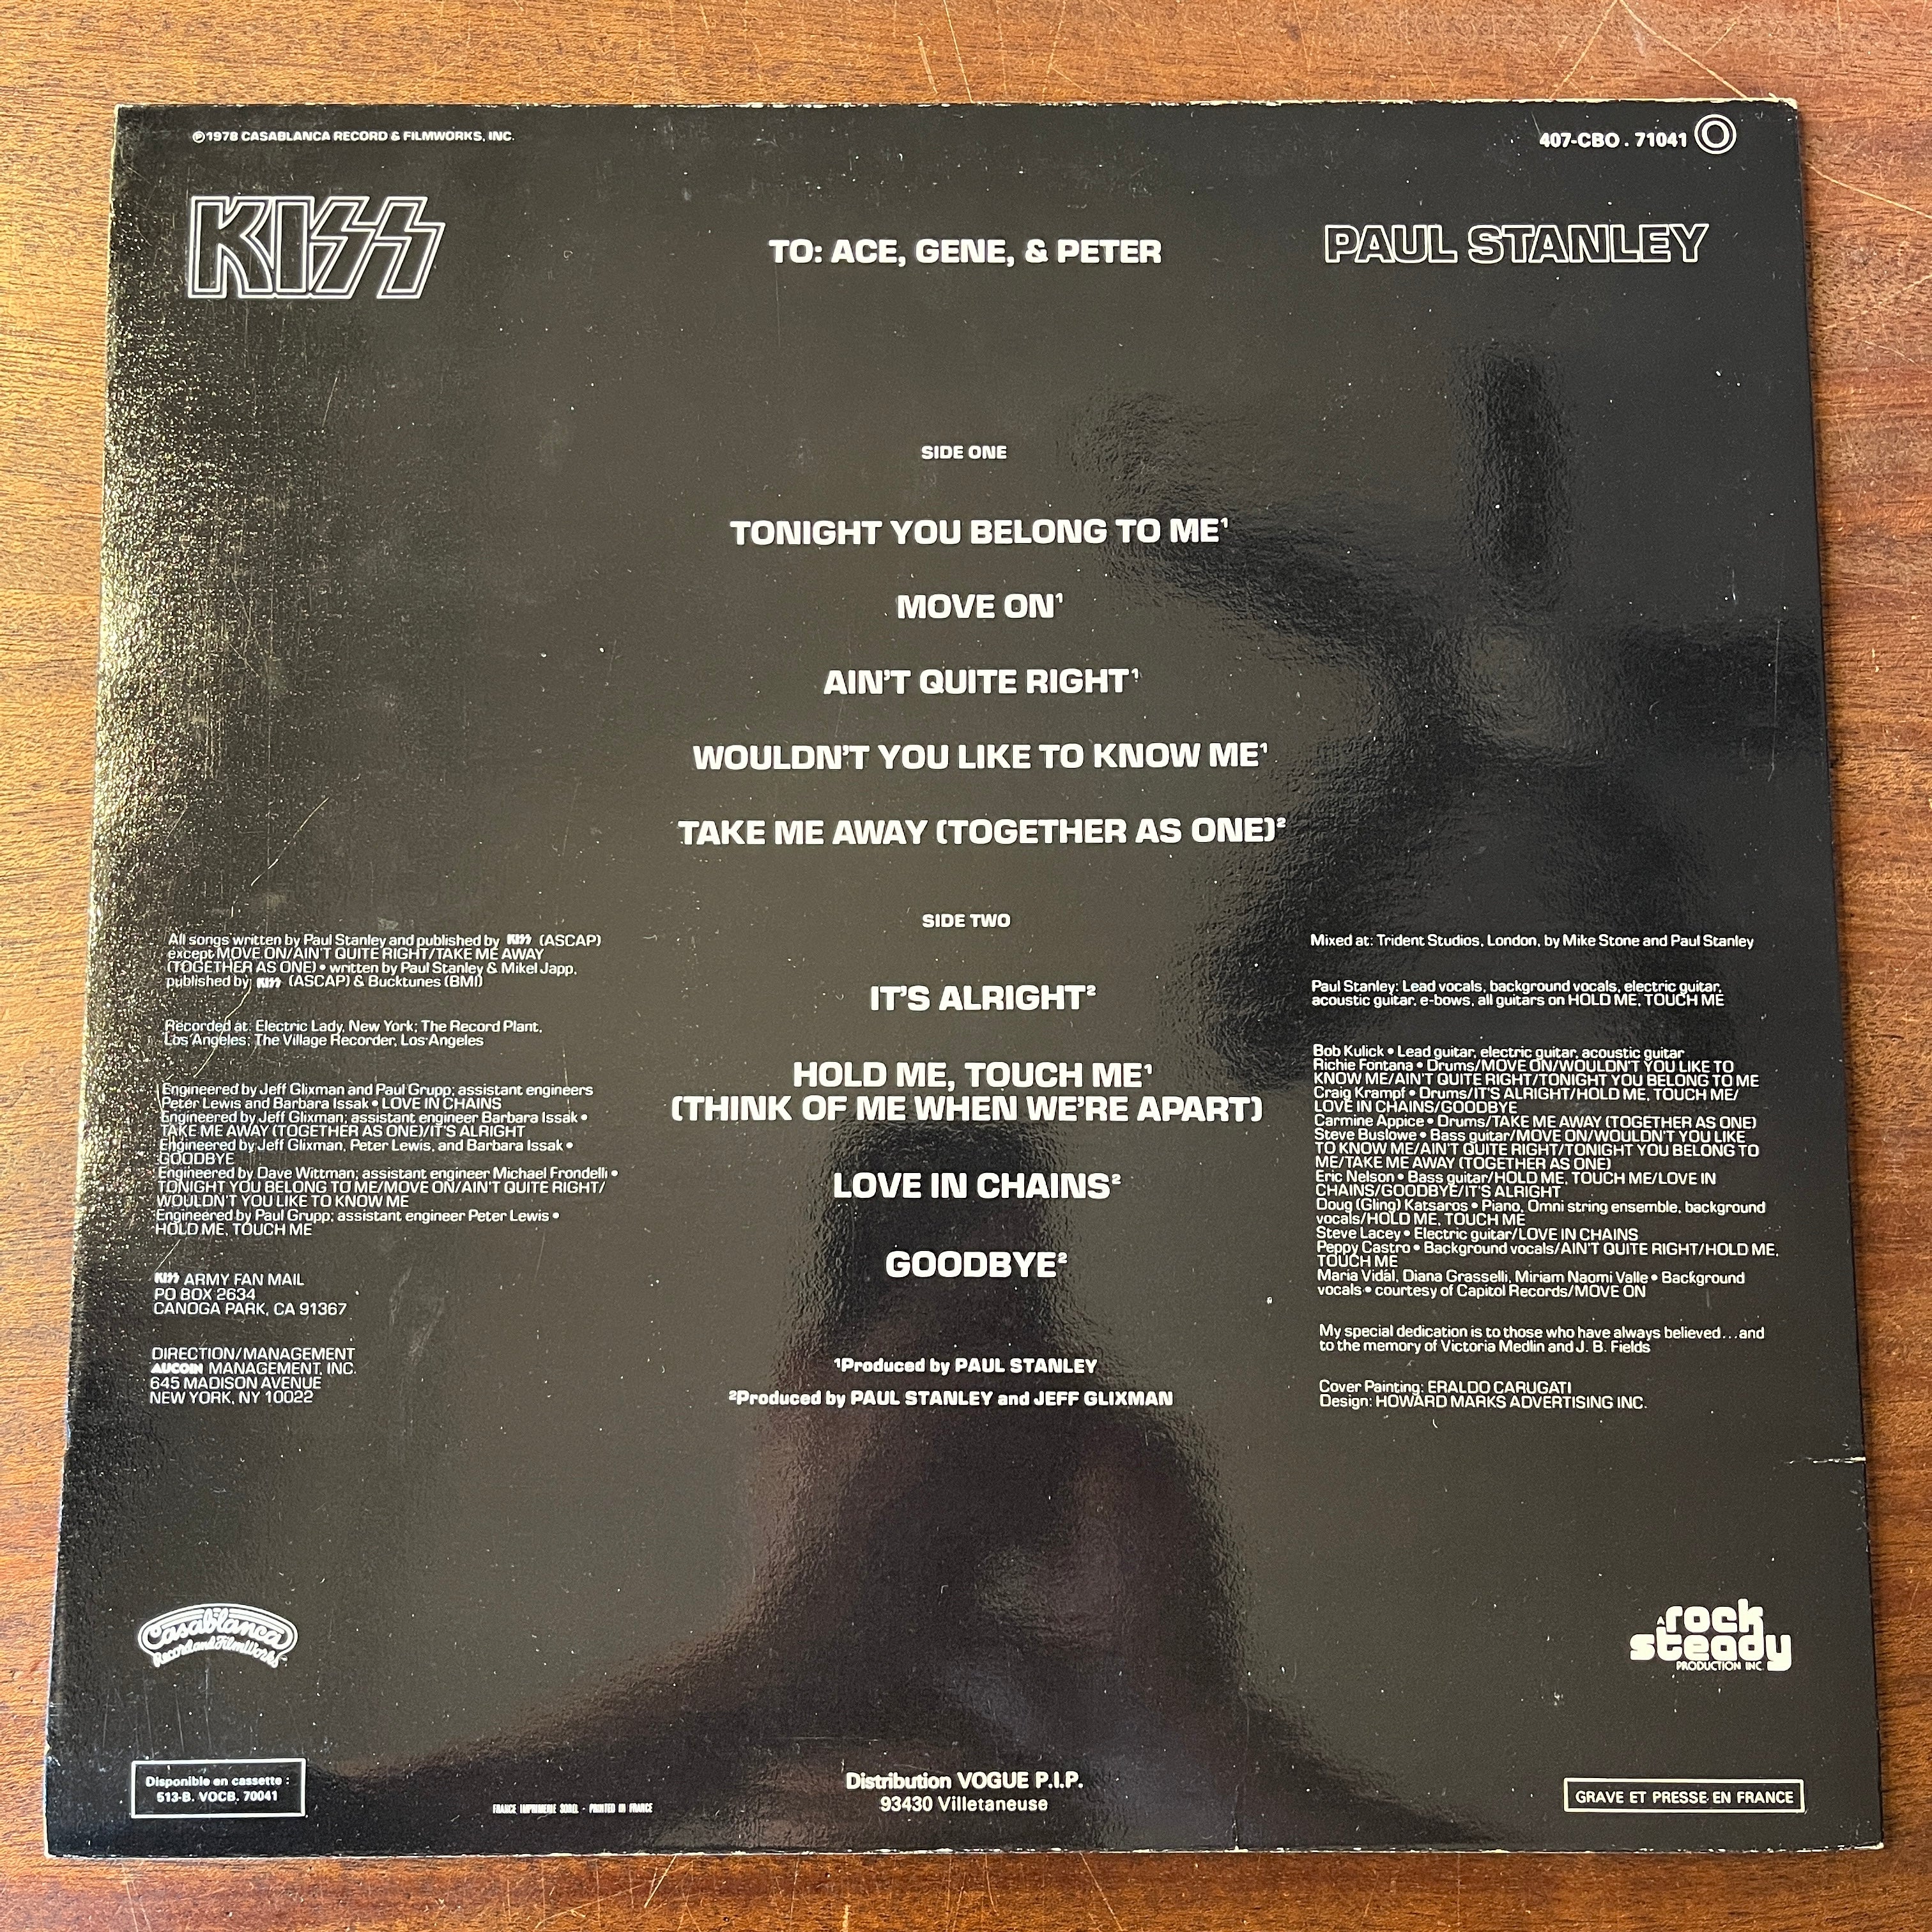 ℗1978 CASABLANCA RECORD & FILMWORKS, INC.
407-CBO . 71041
KISS
TO: ACE, GENE, & PETER
PAUL STANLEY
SIDE ONE
TONIGHT YOU BELONG TO ME¹
MOVE ON¹
AIN'T QUITE RIGHT¹
WOULDN'T YOU LIKE TO KNOW ME¹
TAKE ME AWAY (TOGETHER AS ONE)²
SIDE TWO
IT'S ALRIGHT²
HOLD ME, TOUCH ME¹
(THINK OF ME WHEN WE'RE APART)
LOVE IN CHAINS²
GOODBYE²
¹Produced by PAUL STANLEY
²Produced by PAUL STANLEY and JEFF GLIXMAN
All songs written by Paul Stanley and published by KISS (ASCAP)
except MOVE ON/AIN'T QUITE RIGHT/TAKE ME AWAY
(TOGETHER AS ONE) • written by Paul Stanley & Mikel Japp,
published by KISS (ASCAP) & Bucktunes (BMI)
Recorded at: Electric Lady, New York; The Record Plant,
Los Angeles; The Village Recorder, Los Angeles
Engineered by Jeff Glixman and Paul Grupp; assistant engineers
Peter Lewis and Barbara Issak • LOVE IN CHAINS
Engineered by Jeff Glixman; assistant engineer Barbara Issak •
TAKE ME AWAY (TOGETHER AS ONE)/IT'S ALRIGHT
Engineered by Jeff Glixman, Peter Lewis, and Barbara Issak •
GOODBYE
Engineered by Dave Wittman; assistant engineer Michael Frondelli •
TONIGHT YOU BELONG TO ME/MOVE ON/AIN'T QUITE RIGHT/
WOULDN'T YOU LIKE TO KNOW ME
Engineered by Paul Grupp; assistant engineer Peter Lewis •
HOLD ME, TOUCH ME
KISS ARMY FAN MAIL
PO BOX 2634
CANOGA PARK, CA 91367
DIRECTION/MANAGEMENT
AUCOIN MANAGEMENT, INC.
645 MADISON AVENUE
NEW YORK, NY 10022
Mixed at: Trident Studios, London, by Mike Stone and Paul Stanley
Paul Stanley: Lead vocals, background vocals, electric guitar,
acoustic guitar, e-bows, all guitars on HOLD ME, TOUCH ME
Bob Kulick • Lead guitar, electric guitar, acoustic guitar
Richie Fontana • Drums/MOVE ON/WOULDN'T YOU LIKE TO
KNOW ME/AIN'T QUITE RIGHT/TONIGHT YOU BELONG TO ME
Craig Krampf • Drums/IT'S ALRIGHT/HOLD ME, TOUCH ME/
LOVE IN CHAINS/GOODBYE
Carmine Appice • Drums/TAKE ME AWAY (TOGETHER AS ONE)
Steve Buslowe • Bass guitar/MOVE ON/WOULDN'T YOU LIKE
TO KNOW ME/AIN'T QUITE RIGHT/TONIGHT YOU BELONG TO
ME/TAKE ME AWAY (TOGETHER AS ONE)
Eric Nelson • Bass guitar/HOLD ME, TOUCH ME/LOVE IN
CHAINS/GOODBYE/IT'S ALRIGHT
Doug (Gling) Katsaros • Piano, Omni string ensemble, background
vocals/HOLD ME, TOUCH ME
Steve Lacey • Electric guitar/LOVE IN CHAINS
Peppy Castro • Background vocals/AIN'T QUITE RIGHT/HOLD ME,
TOUCH ME
Maria Vidal, Diana Grasselli, Miriam Naomi Valle • Background
vocals • courtesy of Capitol Records/MOVE ON
My special dedication is to those who have always believed...and
to the memory of Victoria Medlin and J. B. Fields
Cover Painting: ERALDO CARUGATI
Design: HOWARD MARKS ADVERTISING INC.
Casablanca
Record and FilmWorks
A rock
steady
PRODUCTION INC.
Disponible en cassette :
513-B. VOCB. 70041
FRANCE IMPRIMERIE SOREL - PRINTED IN FRANCE
Distribution VOGUE P.I.P.
93430 Villetaneuse
GRAVE ET PRESSE EN FRANCE